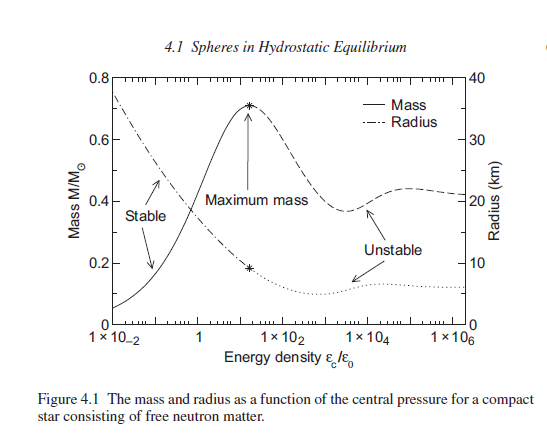 4.1 Spheres in Hydrostatic Equilibrium
0.8
40
Mass
Radius
0.6
30
Mass M/M⊙
Radius (km)
Maximum mass
0.4
20
Stable
Unstable
0.2
10
0
0
1 × 10−2
1
1 × 102
1 × 104
1 × 106
Energy density εc/ε0
Figure 4.1 The mass and radius as a function of the central pressure for a compact
star consisting of free neutron matter.